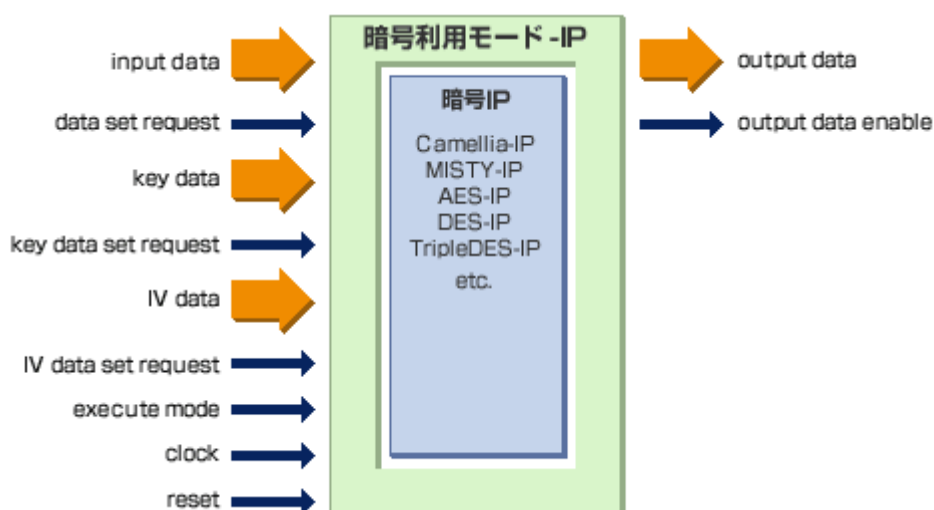 暗号利用モード-IP
input data
data set request
key data
key data set request
IV data
IV data set request
execute mode
clock
reset
暗号IP
Camellia-IP
MISTY-IP
AES-IP
DES-IP
TripleDES-IP
etc.
output data
output data enable